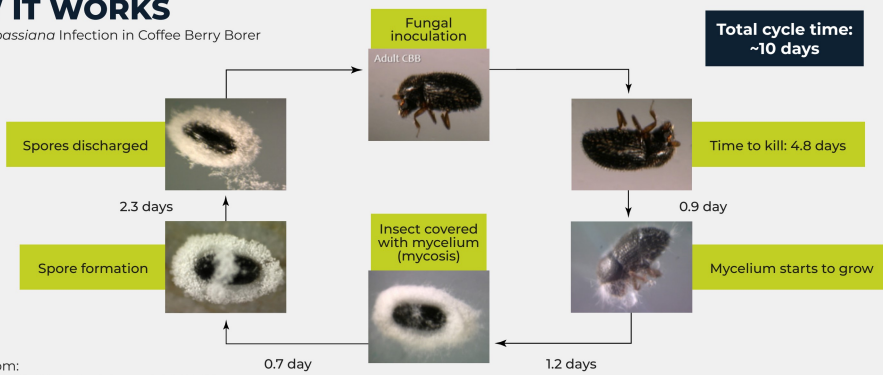 IT WORKS
bassiana Infection in Coffee Berry Borer
Fungal
inoculation
Adult CBB
Total cycle time:
~10 days
Spores discharged
Time to kill: 4.8 days
2.3 days
0.9 day
Insect covered
with mycelium
(mycosis)
Spore formation
Mycelium starts to grow
0.7 day
1.2 days